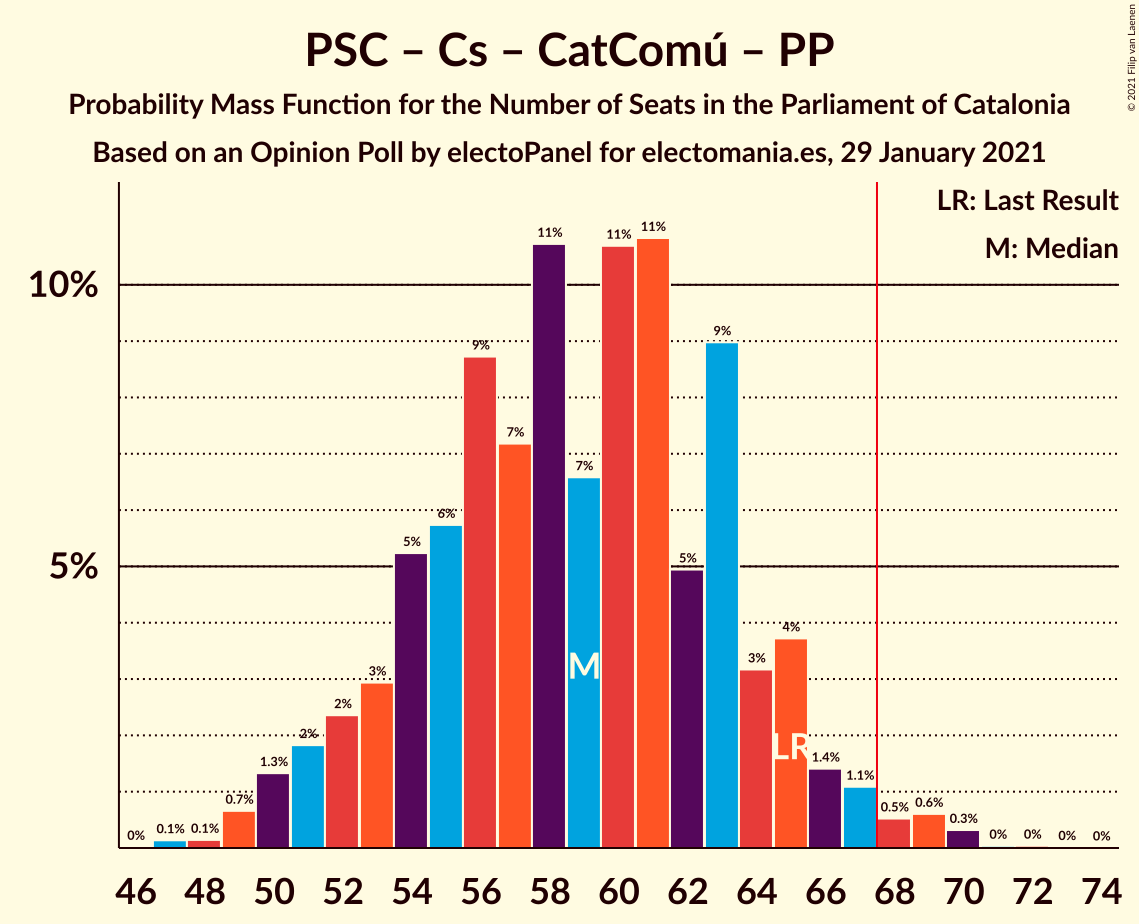 PSC – Cs – CatComú – PP
Probability Mass Function for the Number of Seats in the Parliament of Catalonia
Based on an Opinion Poll by electoPanel for electomania.es, 29 January 2021
© 2021 Filip van Laenen
LR: Last Result
M: Median
10%
5%
0% 0.1% 0.1% 0.7% 1.3% 2% 2% 3% 5% 6% 9% 7% 11% 7% 11% 11% 5% 9% 3% 4% 1.4% 1.1% 0.5% 0.6% 0.3% 0% 0% 0% 0%
M
LR
46 48 50 52 54 56 58 60 62 64 66 68 70 72 74